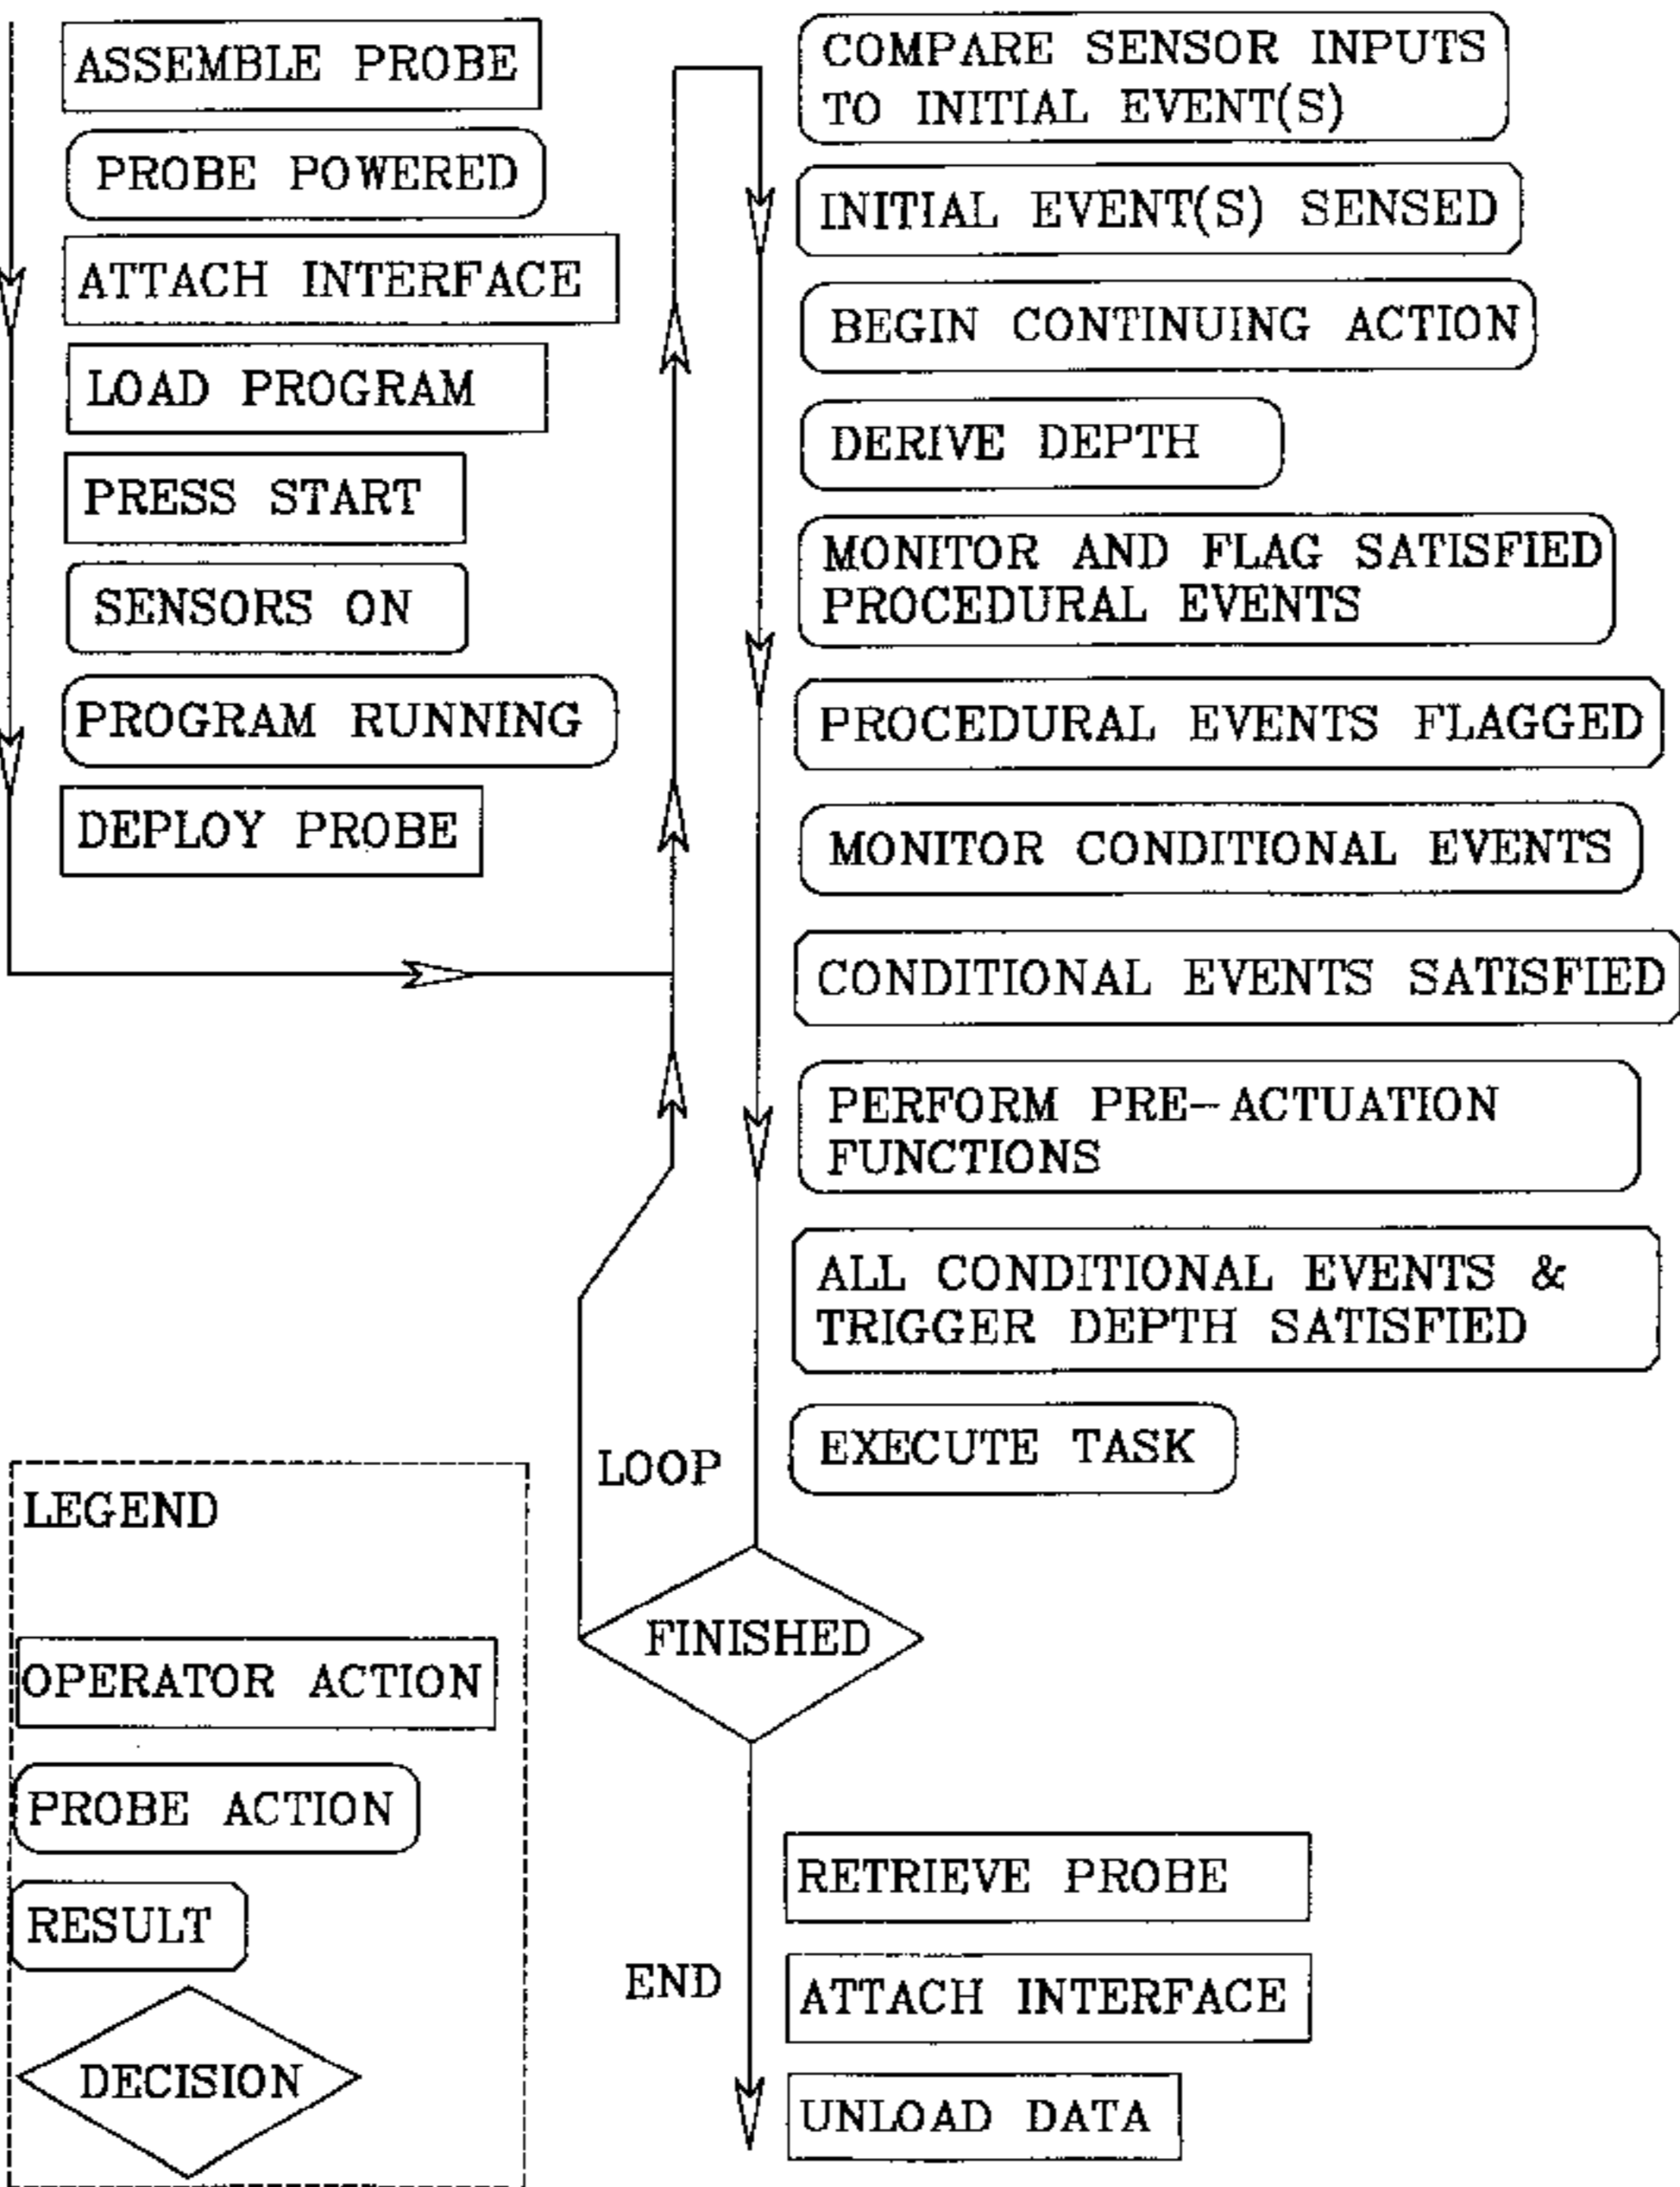 ASSEMBLE PROBE
PROBE POWERED
ATTACH INTERFACE
LOAD PROGRAM
PRESS START
SENSORS ON
PROGRAM RUNNING
DEPLOY PROBE
COMPARE SENSOR INPUTS
TO INITIAL EVENT(S)
INITIAL EVENT(S) SENSED
BEGIN CONTINUING ACTION
DERIVE DEPTH
MONITOR AND FLAG SATISFIED
PROCEDURAL EVENTS
PROCEDURAL EVENTS FLAGGED
MONITOR CONDITIONAL EVENTS
CONDITIONAL EVENTS SATISFIED
PERFORM PRE-ACTUATION
FUNCTIONS
ALL CONDITIONAL EVENTS &
TRIGGER DEPTH SATISFIED
EXECUTE TASK
LOOP
FINISHED
RETRIEVE PROBE
ATTACH INTERFACE
END
UNLOAD DATA
LEGEND
OPERATOR ACTION
PROBE ACTION
RESULT
DECISION